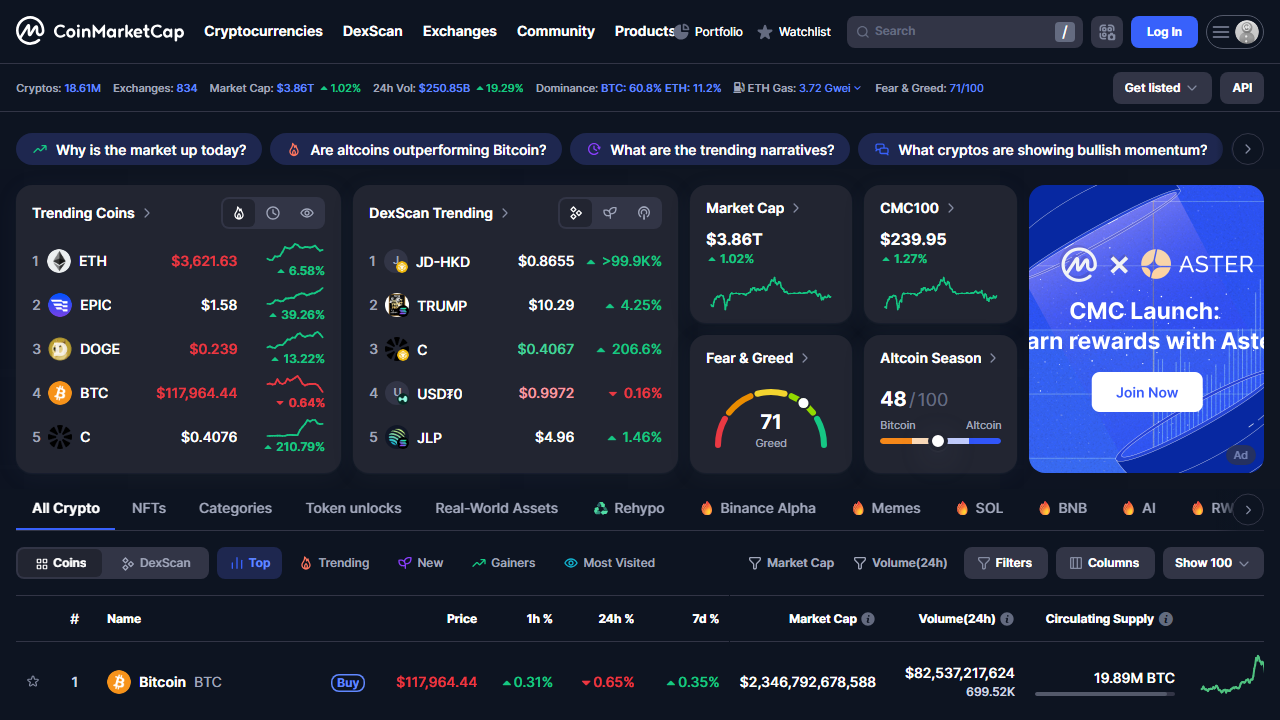 CoinMarketCap Cryptocurrencies DexScan Exchanges Community Products Portfolio Watchlist Search / Log In
Cryptos: 18.61M Exchanges: 834 Market Cap: $3.86T 1.02% 24h Vol: $250.85B 19.29% Dominance: BTC: 60.8% ETH: 11.2% ETH Gas: 3.72 Gwei Fear & Greed: 71/100 Get listed API
Why is the market up today? Are altcoins outperforming Bitcoin? What are the trending narratives? What cryptos are showing bullish momentum?
Trending Coins
1 ETH $3,621.63 6.58%
2 EPIC $1.58 39.26%
3 DOGE $0.239 13.22%
4 BTC $117,964.44 0.64%
5 C $0.4076 210.79%
DexScan Trending
1 JD-HKD $0.8655 >99.9K%
2 TRUMP $10.29 4.25%
3 C $0.4067 206.6%
4 USD₮0 $0.9972 0.16%
5 JLP $4.96 1.46%
Market Cap
$3.86T
1.02%
CMC100
$239.95
1.27%
Fear & Greed
71
Greed
Altcoin Season
48 / 100
Bitcoin Altcoin
× ASTER
CMC Launch:
arn rewards with Aste
Join Now
Ad
All Crypto NFTs Categories Token unlocks Real-World Assets Rehypo Binance Alpha Memes SOL BNB AI RW
Coins DexScan Top Trending New Gainers Most Visited Market Cap Volume(24h) Filters Columns Show 100
# Name Price 1h % 24h % 7d % Market Cap Volume(24h) Circulating Supply
1 Bitcoin BTC Buy $117,964.44 0.31% 0.65% 0.35% $2,346,792,678,588 $82,537,217,624 19.89M BTC
699.52K